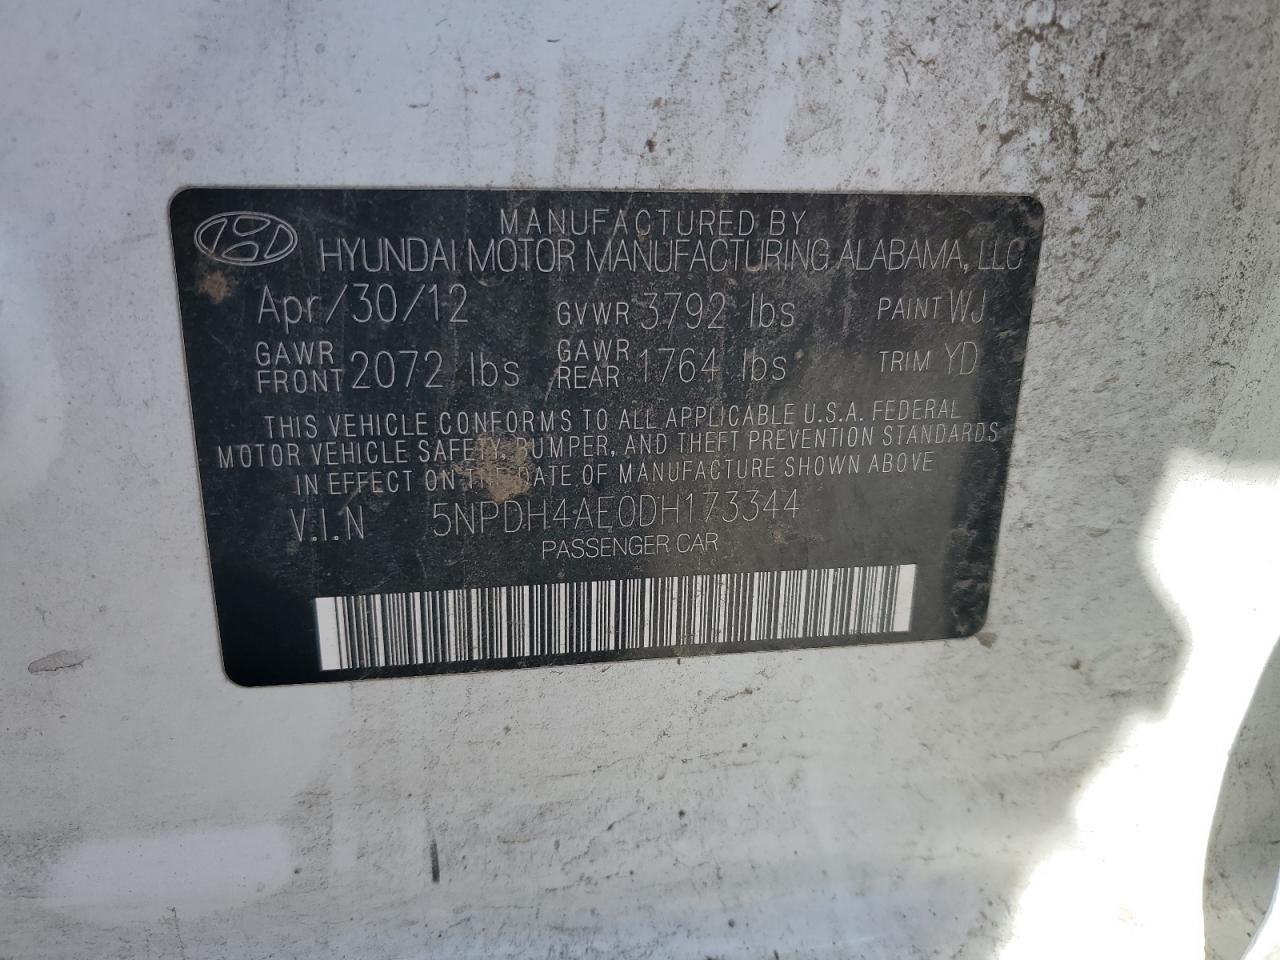 MANUFACTURED BY
HYUNDAI MOTOR MANUFACTURING ALABAMA, LLC
Apr/30/12 GVWR 3792 lbs PAINT WJ
GAWR FRONT 2072 lbs GAWR REAR 1764 lbs TRIM YD
THIS VEHICLE CONFORMS TO ALL APPLICABLE U.S.A. FEDERAL
MOTOR VEHICLE SAFETY, BUMPER, AND THEFT PREVENTION STANDARDS
IN EFFECT ON THE DATE OF MANUFACTURE SHOWN ABOVE
V.I.N 5NPDH4AE0DH173344
PASSENGER CAR